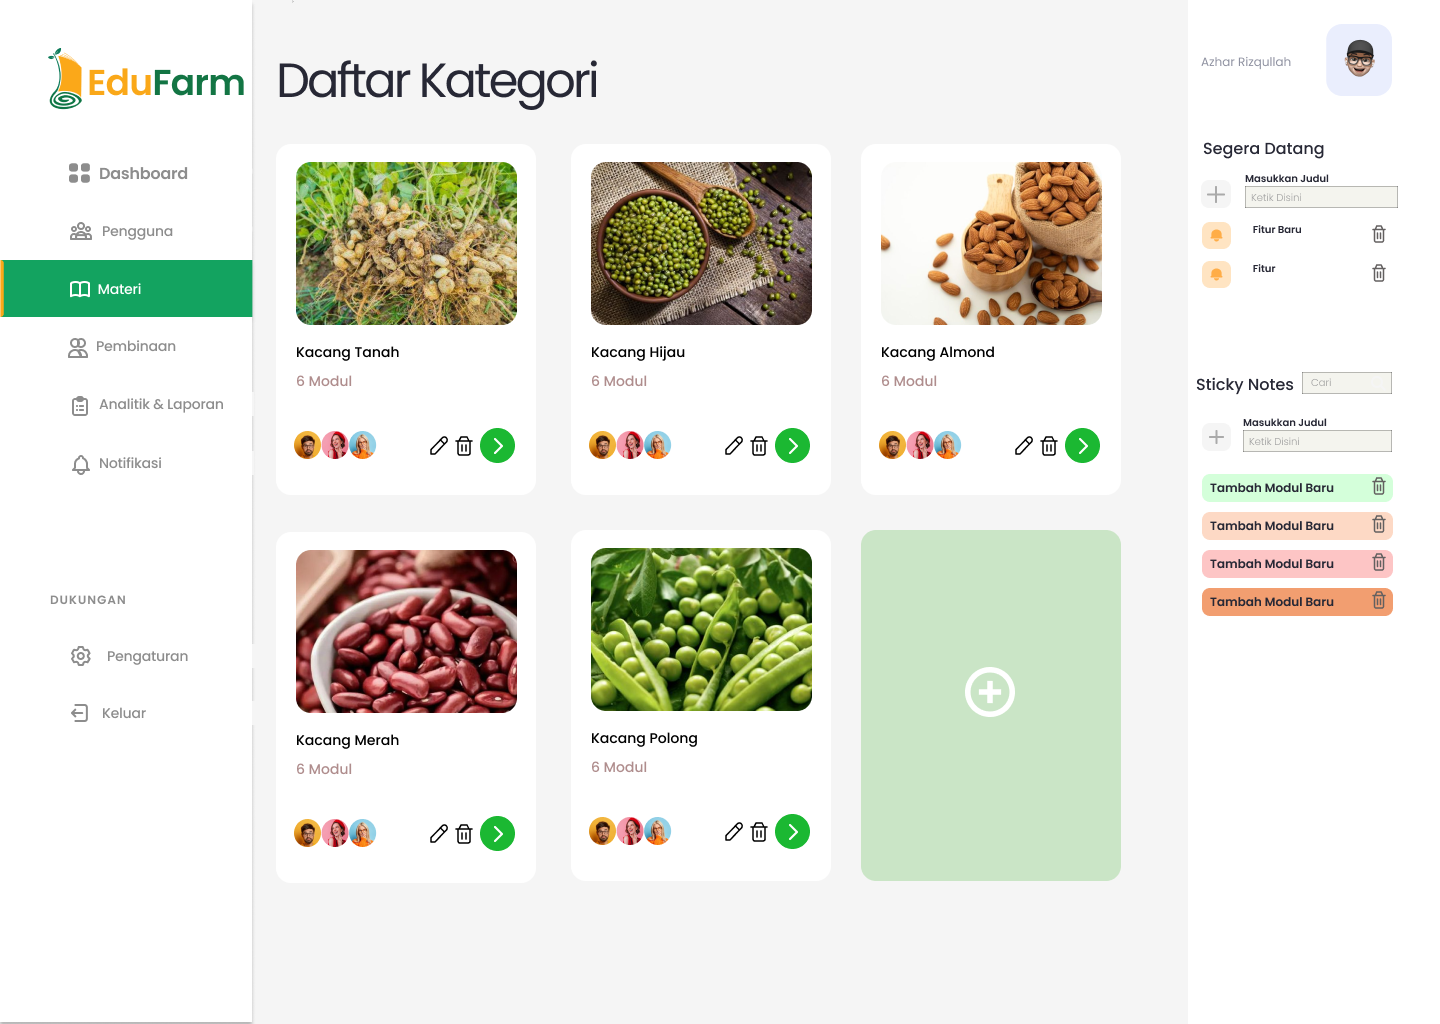 EduFarm
Dashboard
Pengguna
Materi
Pembinaan
Analitik & Laporan
Notifikasi
DUKUNGAN
Pengaturan
Keluar
Daftar Kategori
Kacang Tanah
6 Modul
Kacang Hijau
6 Modul
Kacang Almond
6 Modul
Kacang Merah
6 Modul
Kacang Polong
6 Modul
Azhar Rizqullah
Segera Datang
Masukkan Judul
Ketik Disini
Fitur Baru
Fitur
Sticky Notes
Cari
Masukkan Judul
Ketik Disini
Tambah Modul Baru
Tambah Modul Baru
Tambah Modul Baru
Tambah Modul Baru